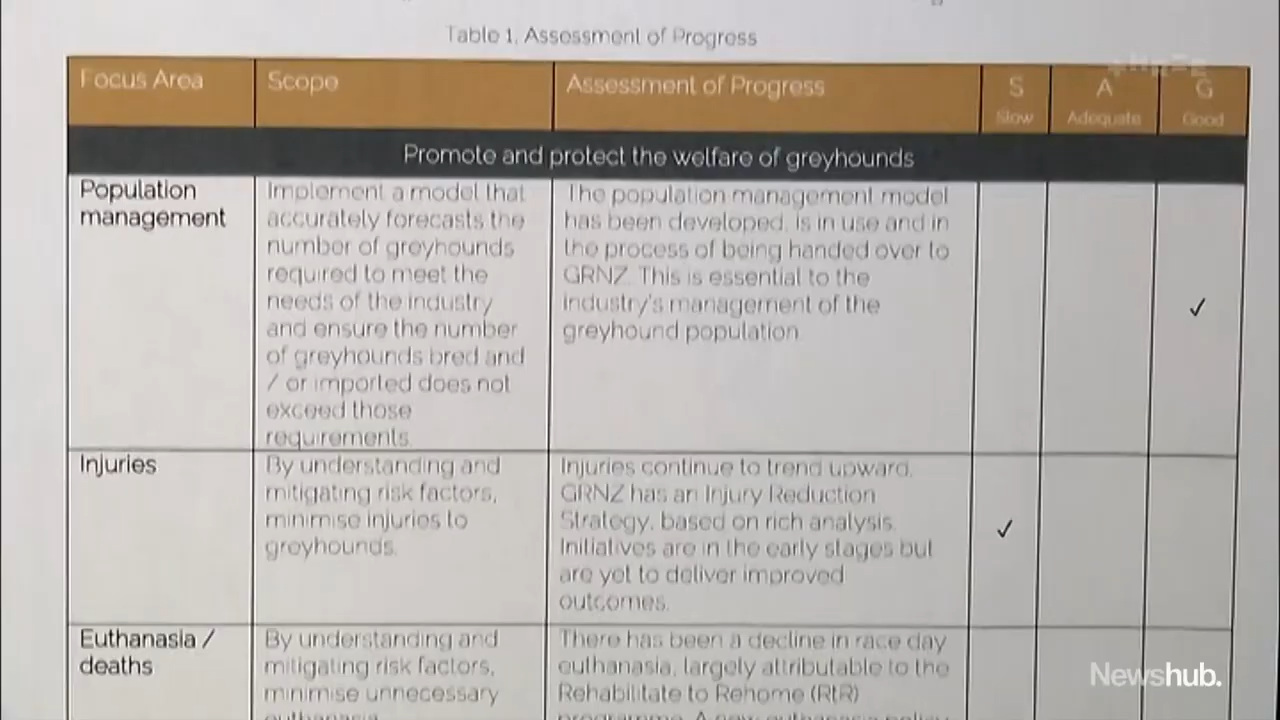 Table 1. Assessment of Progress
Focus Area
Scope
Assessment of Progress
S
Slow
A
Adequate
G
Good
Promote and protect the welfare of greyhounds
Population
management
Implement a model that
accurately forecasts the
number of greyhounds
required to meet the
needs of the industry
and ensure the number
of greyhounds bred and
/ or imported does not
exceed those
requirements.
The population management model
has been developed, is in use and in
the process of being handed over to
GRNZ. This is essential to the
industry's management of the
greyhound population.
✓
Injuries
By understanding and
mitigating risk factors,
minimise injuries to
greyhounds.
Injuries continue to trend upward.
GRNZ has an Injury Reduction
Strategy, based on rich analysis.
Initiatives are in the early stages but
are yet to deliver improved
outcomes.
✓
Euthanasia /
deaths
By understanding and
mitigating risk factors,
minimise unnecessary
euthanasia
There has been a decline in race day
euthanasia, largely attributable to the
Rehabilitate to Rehome (RtR)
programme. A new euthanasia policy
Newshub.